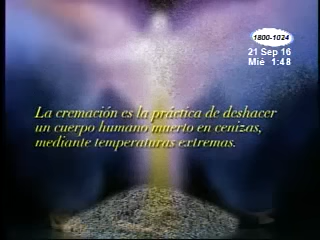 1800-1024
21 Sep 16
Mié 1:48
La cremación es la práctica de deshacer
un cuerpo humano muerto en cenizas,
mediante temperaturas extremas.